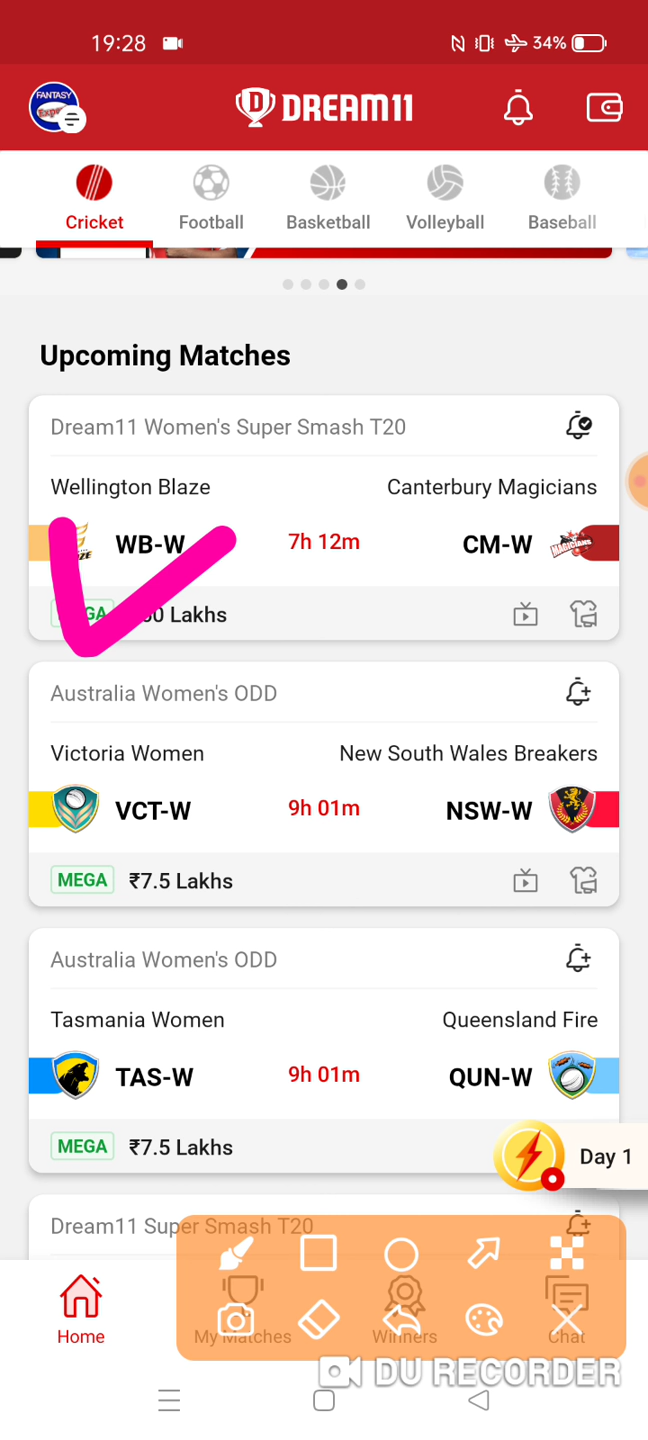 19:28 34%
FANTASY
DREAM11
Cricket Football Basketball Volleyball Baseball
Upcoming Matches
Dream11 Women's Super Smash T20
Wellington Blaze Canterbury Magicians
WB-W 7h 12m CM-W
MAGICIANS
Lakhs
Australia Women's ODD
Victoria Women New South Wales Breakers
VCT-W 9h 01m NSW-W
MEGA ₹7.5 Lakhs
Australia Women's ODD
Tasmania Women Queensland Fire
TAS-W 9h 01m QUN-W
MEGA ₹7.5 Lakhs
Day 1
Dream11 Super Smash T20
Home My Matches Winners Chat
DU RECORDER